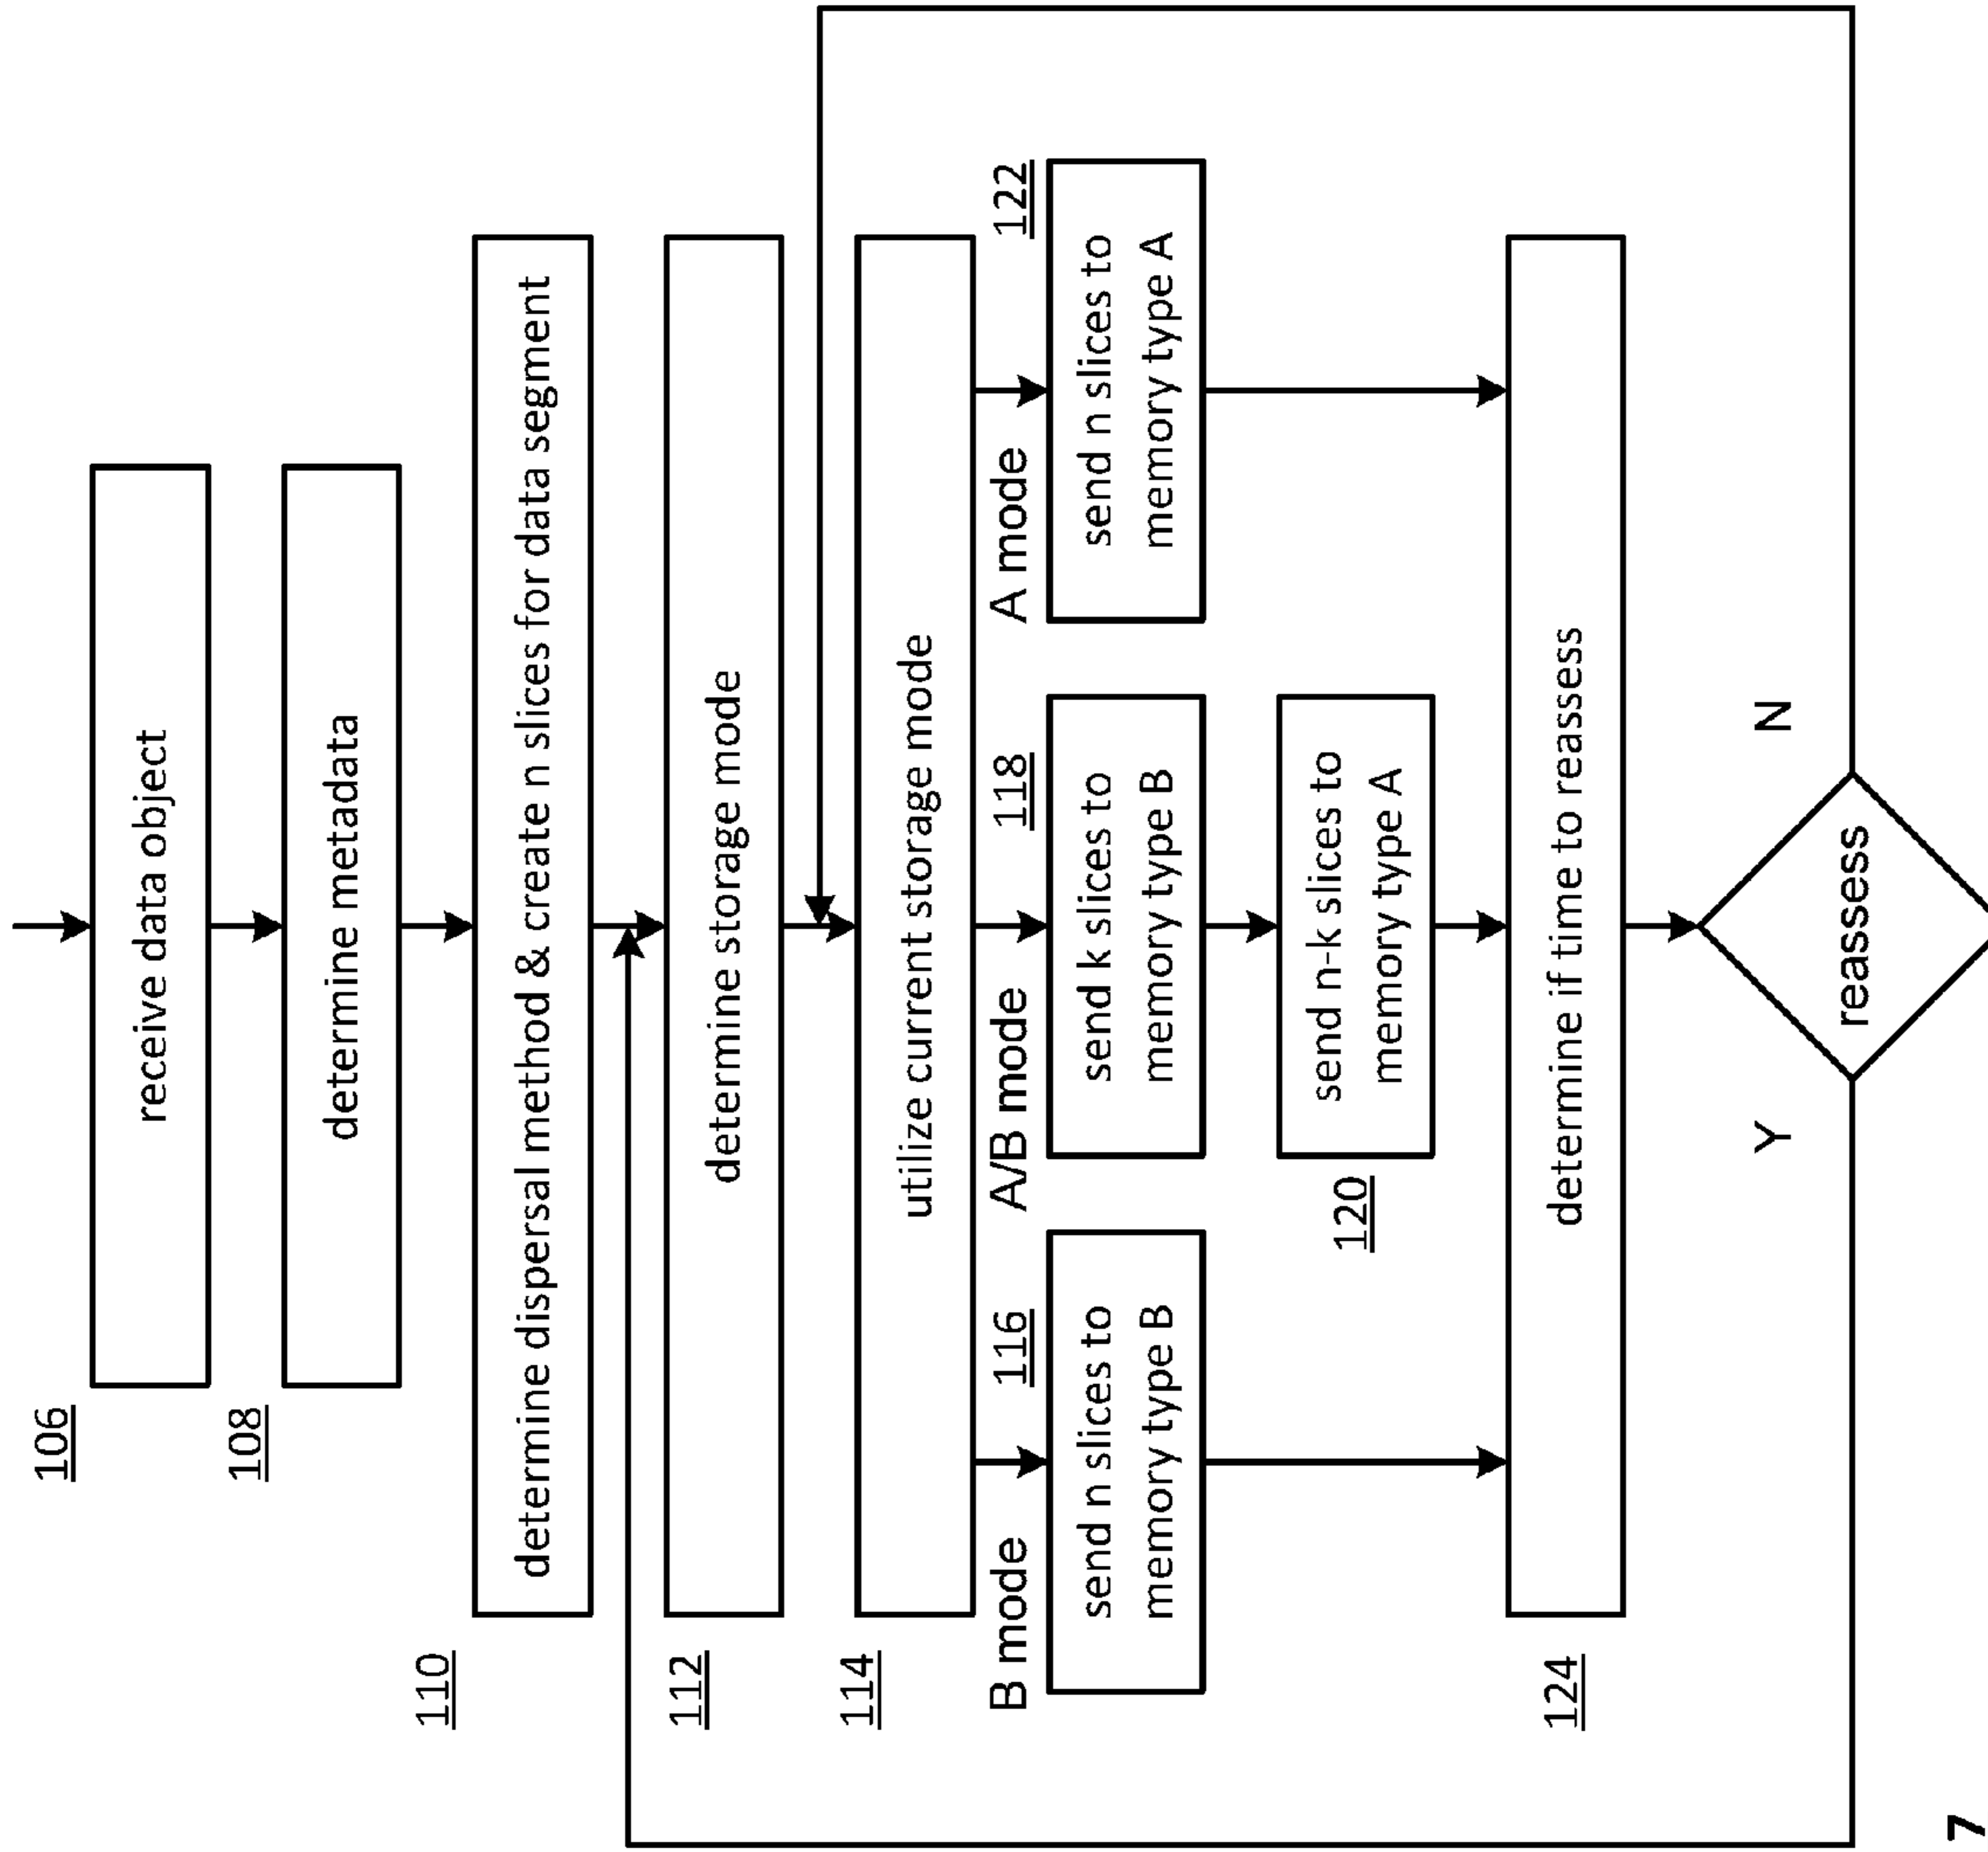 106
receive data object
108
determine metadata
110
determine dispersal method & create n slices for data segment
112
determine storage mode
114
utilize current storage mode
B mode
116
send n slices to
memory type B
A/B mode
118
send k slices to
memory type B
120
send n-k slices to
memory type A
A mode
122
send n slices to
memory type A
124
determine if time to reassess
Y
reassess
N
7